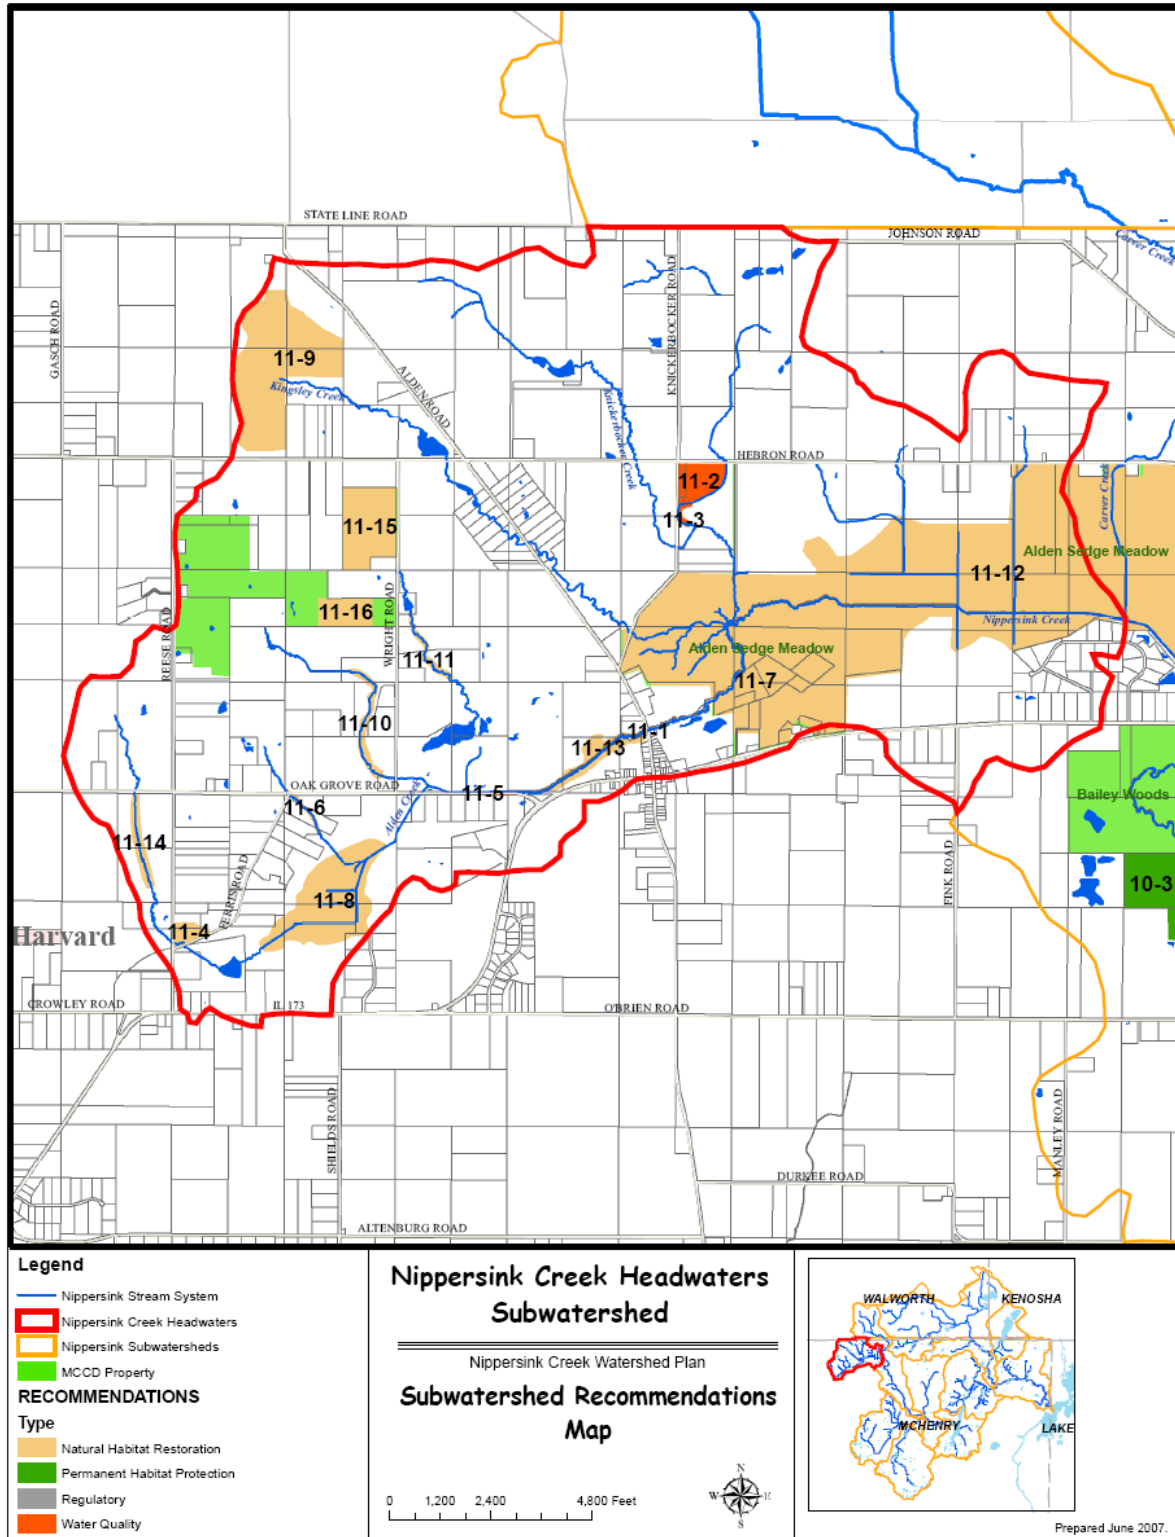 STATE LINE ROAD
JOHNSON ROAD
Carver Creek
GASCH ROAD
KNICKERBOCKER ROAD
11-9
Kingsley Creek
ALDEN ROAD
Knickerbocker Creek
HEBRON ROAD
11-2
Carver Creek
11-3
11-15
Alden Sedge Meadow
11-12
11-16
REESE ROAD
WRIGHT ROAD
Nippersink Creek
Alden Sedge Meadow
11-11
11-7
11-10
11-1
11-13
OAK GROVE ROAD
11-5
11-6
Alden Creek
Bailey Woods
11-14
FERRIS ROAD
11-8
FINK ROAD
10-3
11-4
Harvard
CROWLEY ROAD
IL 173
O'BRIEN ROAD
SHIELDS ROAD
MANLEY ROAD
DURKEE ROAD
ALTENBURG ROAD
Legend
Nippersink Stream System
Nippersink Creek Headwaters
Nippersink Subwatersheds
MCCD Property
RECOMMENDATIONS
Type
Natural Habitat Restoration
Permanent Habitat Protection
Regulatory
Water Quality
Nippersink Creek Headwaters
Subwatershed
Nippersink Creek Watershed Plan
Subwatershed Recommendations
Map
N
W E
S
0 1,200 2,400 4,800 Feet
WALWORTH
KENOSHA
MCHENRY
LAKE
Prepared June 2007.